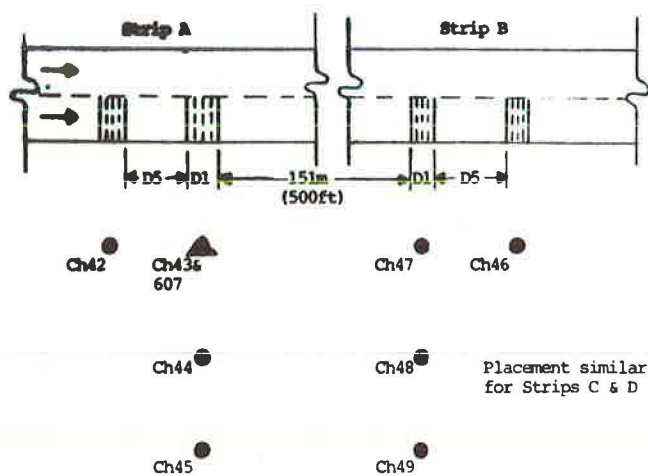 Strip A
Strip B
D5 D1 151m D1 D5
(500ft)
Ch42 Ch43& Ch47 Ch46
607
Ch44 Ch48 Placement similar
for Strips C & D
Ch45 Ch49